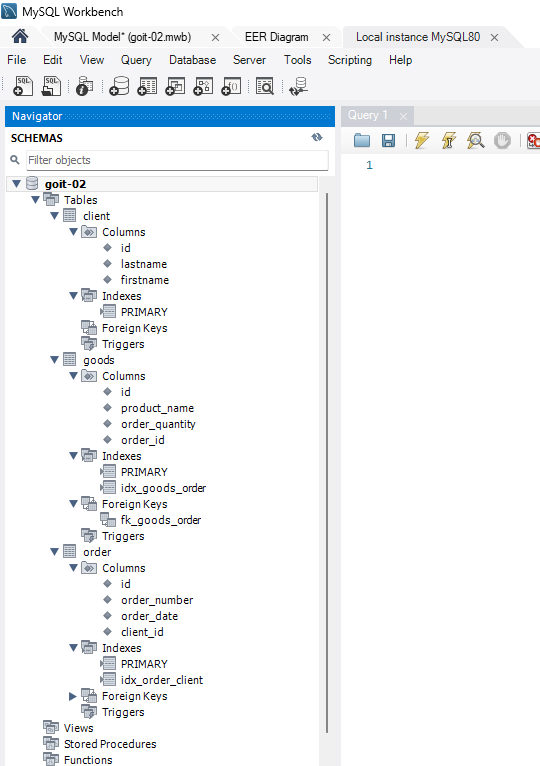 MySQL Workbench
MySQL Model* (goit-02.mwb) × EER Diagram × Local instance MySQL80 ×
File Edit View Query Database Server Tools Scripting Help
SQL SQL
Navigator
Query 1 ×
SCHEMAS
Filter objects
1
goit-02
Tables
client
Columns
id
lastname
firstname
Indexes
PRIMARY
Foreign Keys
Triggers
goods
Columns
id
product_name
order_quantity
order_id
Indexes
PRIMARY
idx_goods_order
Foreign Keys
fk_goods_order
Triggers
order
Columns
id
order_number
order_date
client_id
Indexes
PRIMARY
idx_order_client
Foreign Keys
Triggers
Views
Stored Procedures
Functions